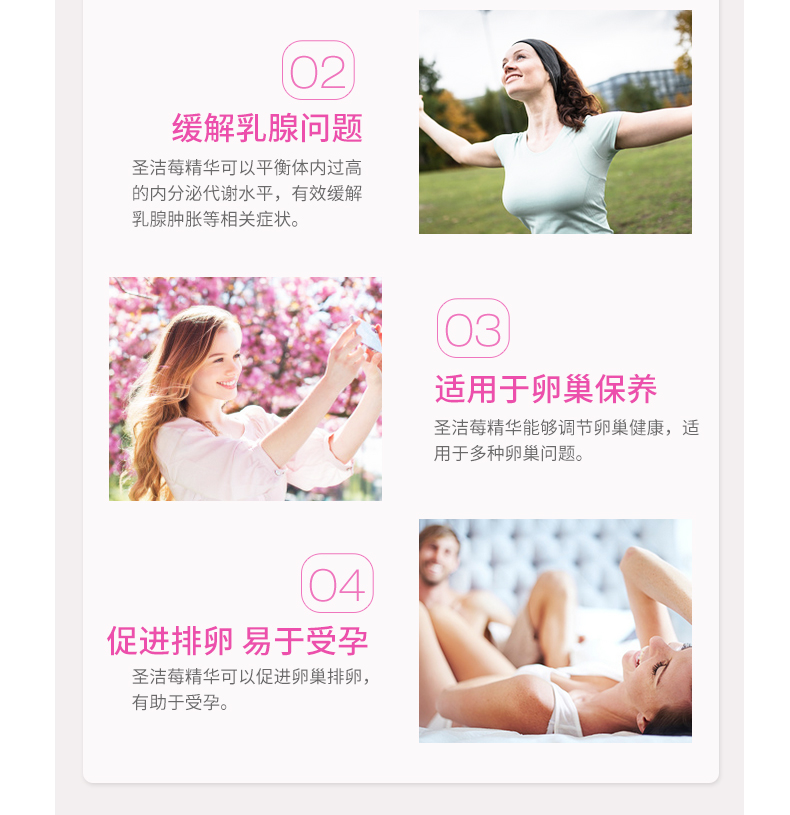 02
缓解乳腺问题
圣洁莓精华可以平衡体内过高
的内分泌代谢水平，有效缓解
乳腺肿胀等相关症状。
03
适用于卵巢保养
圣洁莓精华能够调节卵巢健康，适
用于多种卵巢问题。
04
促进排卵 易于受孕
圣洁莓精华可以促进卵巢排卵，
有助于受孕。